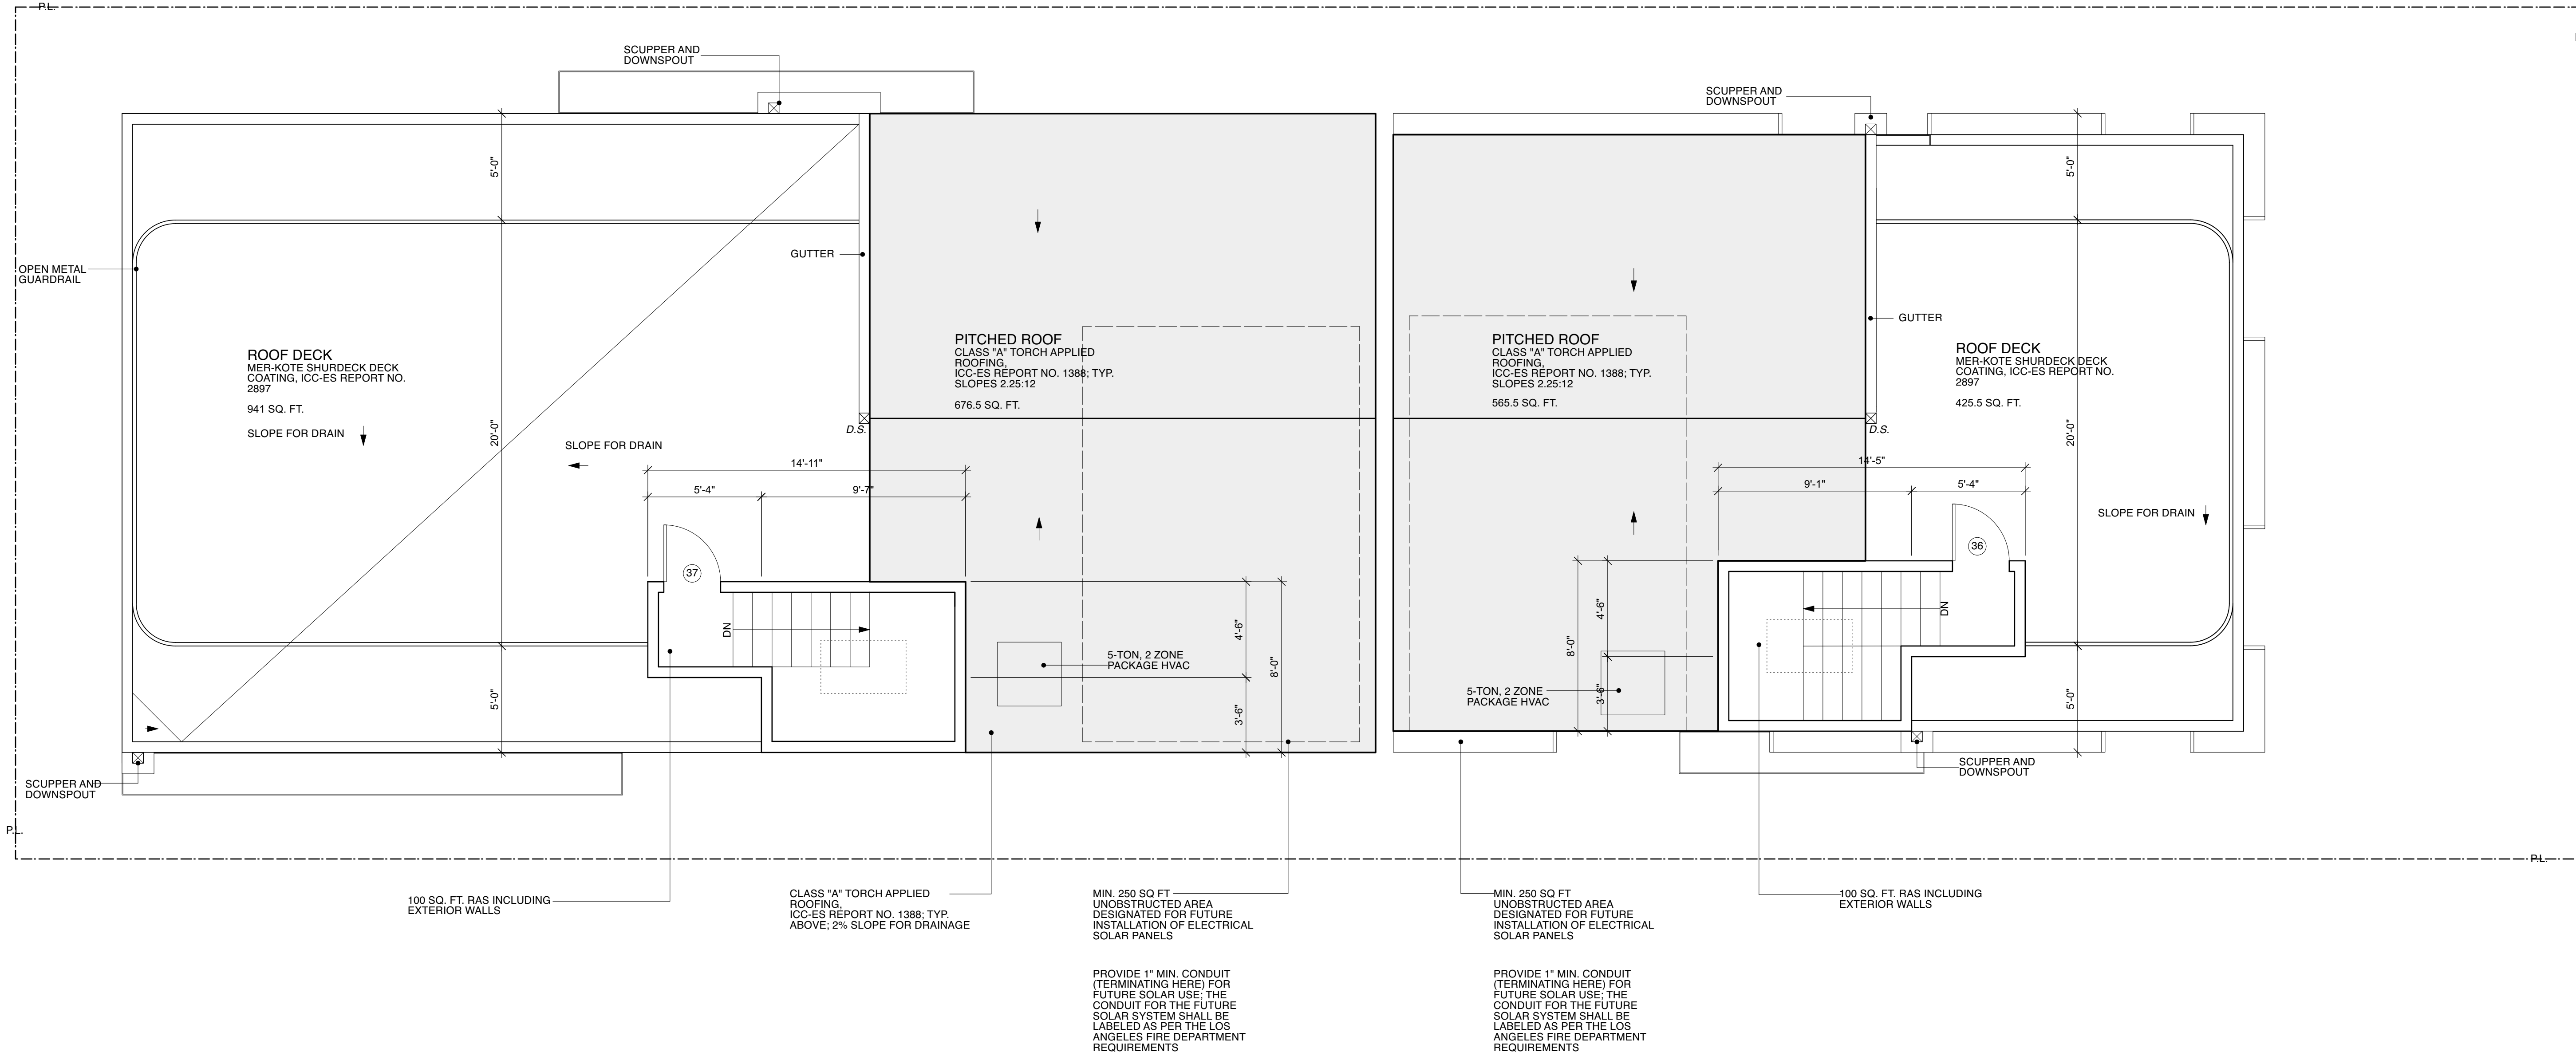 P.L.
SCUPPER AND
DOWNSPOUT
SCUPPER AND
DOWNSPOUT
5'-0"
5'-0"
GUTTER
OPEN METAL
GUARDRAIL
GUTTER
ROOF DECK
MER-KOTE SHURDECK DECK
COATING, ICC-ES REPORT NO.
2897
941 SQ. FT.
SLOPE FOR DRAIN
PITCHED ROOF
CLASS "A" TORCH APPLIED
ROOFING,
ICC-ES REPORT NO. 1388; TYP.
SLOPES 2.25:12
676.5 SQ. FT.
PITCHED ROOF
CLASS "A" TORCH APPLIED
ROOFING,
ICC-ES REPORT NO. 1388; TYP.
SLOPES 2.25:12
565.5 SQ. FT.
ROOF DECK
MER-KOTE SHURDECK DECK
COATING, ICC-ES REPORT NO.
2897
425.5 SQ. FT.
20'-0"
D.S.
D.S.
20'-0"
SLOPE FOR DRAIN
14'-11"
5'-4"
9'-7"
14'-5"
9'-1"
5'-4"
SLOPE FOR DRAIN
37
36
DN
DN
4'-6"
8'-0"
3'-6"
5-TON, 2 ZONE
PACKAGE HVAC
4'-6"
8'-0"
3'-6"
5-TON, 2 ZONE
PACKAGE HVAC
5'-0"
5'-0"
SCUPPER AND
DOWNSPOUT
SCUPPER AND
DOWNSPOUT
P.L.
P.L.
100 SQ. FT. RAS INCLUDING
EXTERIOR WALLS
CLASS "A" TORCH APPLIED
ROOFING,
ICC-ES REPORT NO. 1388; TYP.
ABOVE; 2% SLOPE FOR DRAINAGE
MIN. 250 SQ FT
UNOBSTRUCTED AREA
DESIGNATED FOR FUTURE
INSTALLATION OF ELECTRICAL
SOLAR PANELS
PROVIDE 1" MIN. CONDUIT
(TERMINATING HERE) FOR
FUTURE SOLAR USE; THE
CONDUIT FOR THE FUTURE
SOLAR SYSTEM SHALL BE
LABELED AS PER THE LOS
ANGELES FIRE DEPARTMENT
REQUIREMENTS
MIN. 250 SQ FT
UNOBSTRUCTED AREA
DESIGNATED FOR FUTURE
INSTALLATION OF ELECTRICAL
SOLAR PANELS
PROVIDE 1" MIN. CONDUIT
(TERMINATING HERE) FOR
FUTURE SOLAR USE; THE
CONDUIT FOR THE FUTURE
SOLAR SYSTEM SHALL BE
LABELED AS PER THE LOS
ANGELES FIRE DEPARTMENT
REQUIREMENTS
100 SQ. FT. RAS INCLUDING
EXTERIOR WALLS